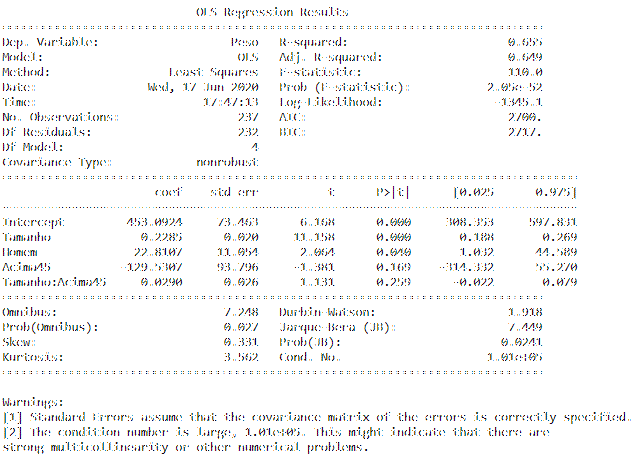 OLS Regression Results
==============================================================================
Dep. Variable: Peso R-squared: 0.655
Model: OLS Adj. R-squared: 0.649
Method: Least Squares F-statistic: 110.0
Date: Wed, 17 Jun 2020 Prob (F-statistic): 2.05e-52
Time: 17:47:13 Log-Likelihood: -1345.1
No. Observations: 237 AIC: 2700.
Df Residuals: 232 BIC: 2717.
Df Model: 4
Covariance Type: nonrobust
==============================================================================
coef std err t P>|t| [0.025 0.975]
------------------------------------------------------------------------------
Intercept 453.0924 73.463 6.168 0.000 308.353 597.831
Tamanho 0.2285 0.020 11.158 0.000 0.188 0.269
Homem 22.8107 11.054 2.064 0.040 1.032 44.589
Acima45 -129.5307 93.796 -1.381 0.169 -314.332 55.270
Tamanho:Acima45 0.0290 0.026 1.131 0.259 -0.022 0.079
==============================================================================
Omnibus: 7.248 Durbin-Watson: 1.918
Prob(Omnibus): 0.027 Jarque-Bera (JB): 7.449
Skew: 0.331 Prob(JB): 0.0241
Kurtosis: 3.562 Cond. No. 1.01e+05
==============================================================================
Warnings:
[1] Standard Errors assume that the covariance matrix of the errors is correctly specified.
[2] The condition number is large, 1.01e+05. This might indicate that there are
strong multicollinearity or other numerical problems.